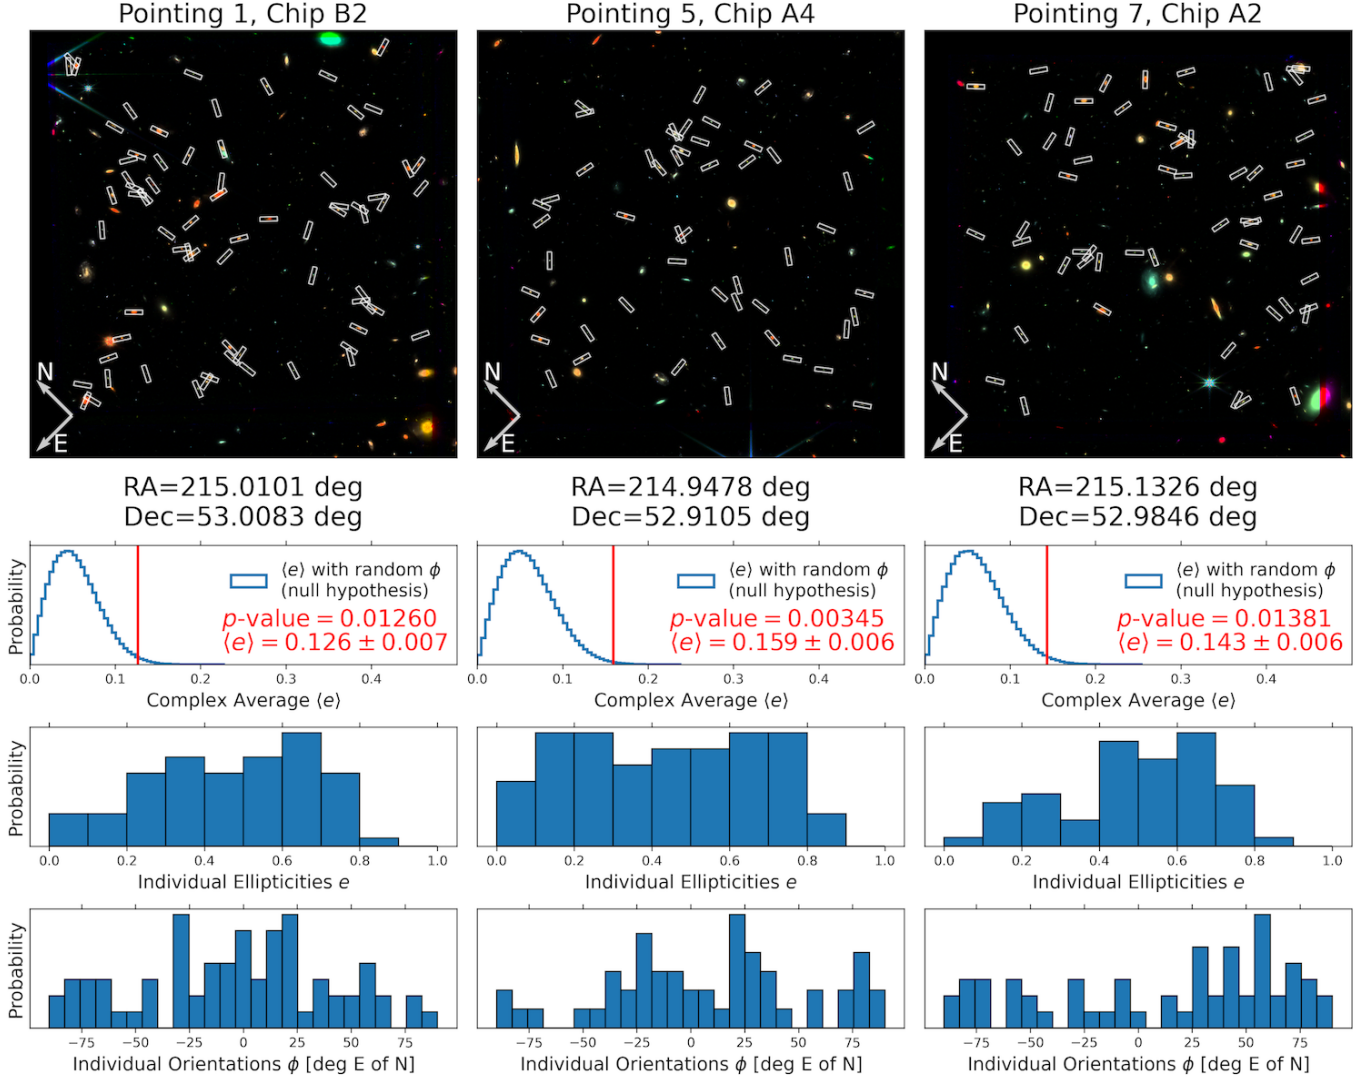 Pointing 1, Chip B2
Pointing 5, Chip A4
Pointing 7, Chip A2
N
E
N
E
N
E
RA=215.0101 deg
Dec=53.0083 deg
RA=214.9478 deg
Dec=52.9105 deg
RA=215.1326 deg
Dec=52.9846 deg
Probability
⟨e⟩ with random ϕ
(null hypothesis)
p-value = 0.01260
⟨e⟩ = 0.126 ± 0.007
0.0 0.1 0.2 0.3 0.4
Complex Average ⟨e⟩
⟨e⟩ with random ϕ
(null hypothesis)
p-value = 0.00345
⟨e⟩ = 0.159 ± 0.006
0.0 0.1 0.2 0.3 0.4
Complex Average ⟨e⟩
⟨e⟩ with random ϕ
(null hypothesis)
p-value = 0.01381
⟨e⟩ = 0.143 ± 0.006
0.0 0.1 0.2 0.3 0.4
Complex Average ⟨e⟩
Probability
0.0 0.2 0.4 0.6 0.8 1.0
Individual Ellipticities e
0.0 0.2 0.4 0.6 0.8 1.0
Individual Ellipticities e
0.0 0.2 0.4 0.6 0.8 1.0
Individual Ellipticities e
Probability
−75 −50 −25 0 25 50 75
Individual Orientations ϕ [deg E of N]
−75 −50 −25 0 25 50 75
Individual Orientations ϕ [deg E of N]
−75 −50 −25 0 25 50 75
Individual Orientations ϕ [deg E of N]